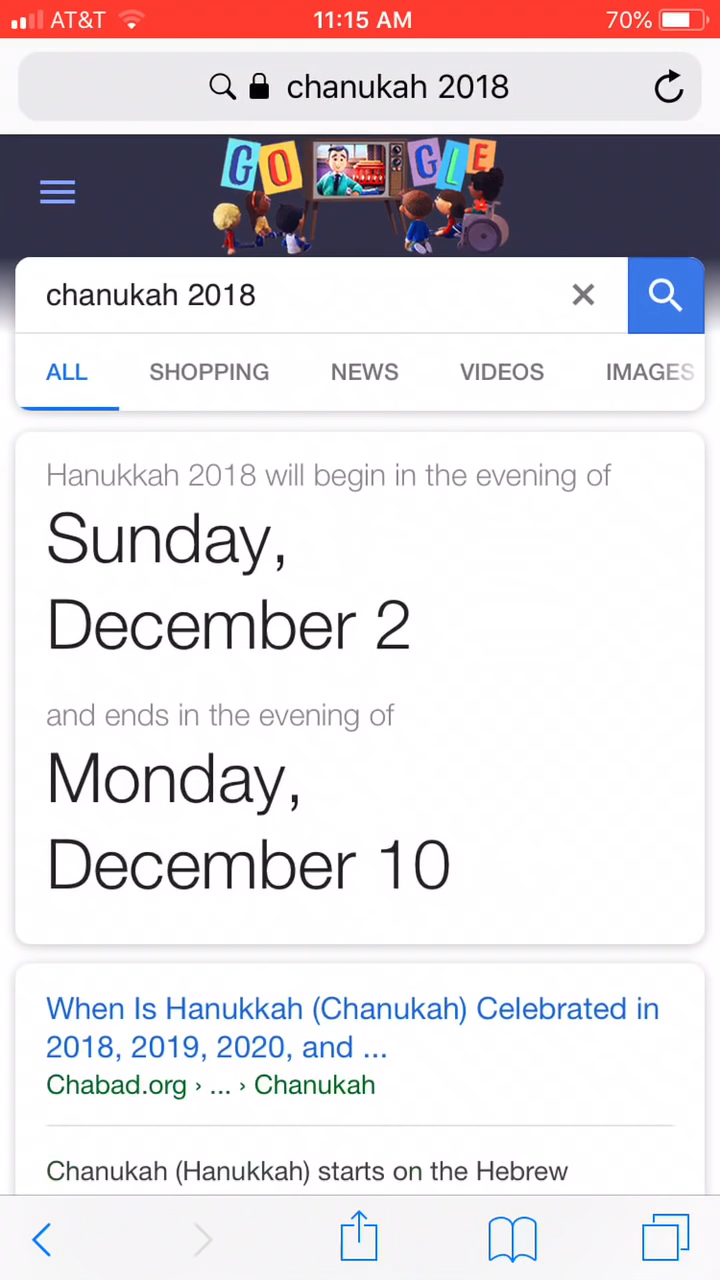 AT&T 11:15 AM 70%
chanukah 2018
GO GLE
chanukah 2018
ALL SHOPPING NEWS VIDEOS IMAGES
Hanukkah 2018 will begin in the evening of
Sunday,
December 2
and ends in the evening of
Monday,
December 10
When Is Hanukkah (Chanukah) Celebrated in
2018, 2019, 2020, and ...
Chabad.org › ... › Chanukah
Chanukah (Hanukkah) starts on the Hebrew